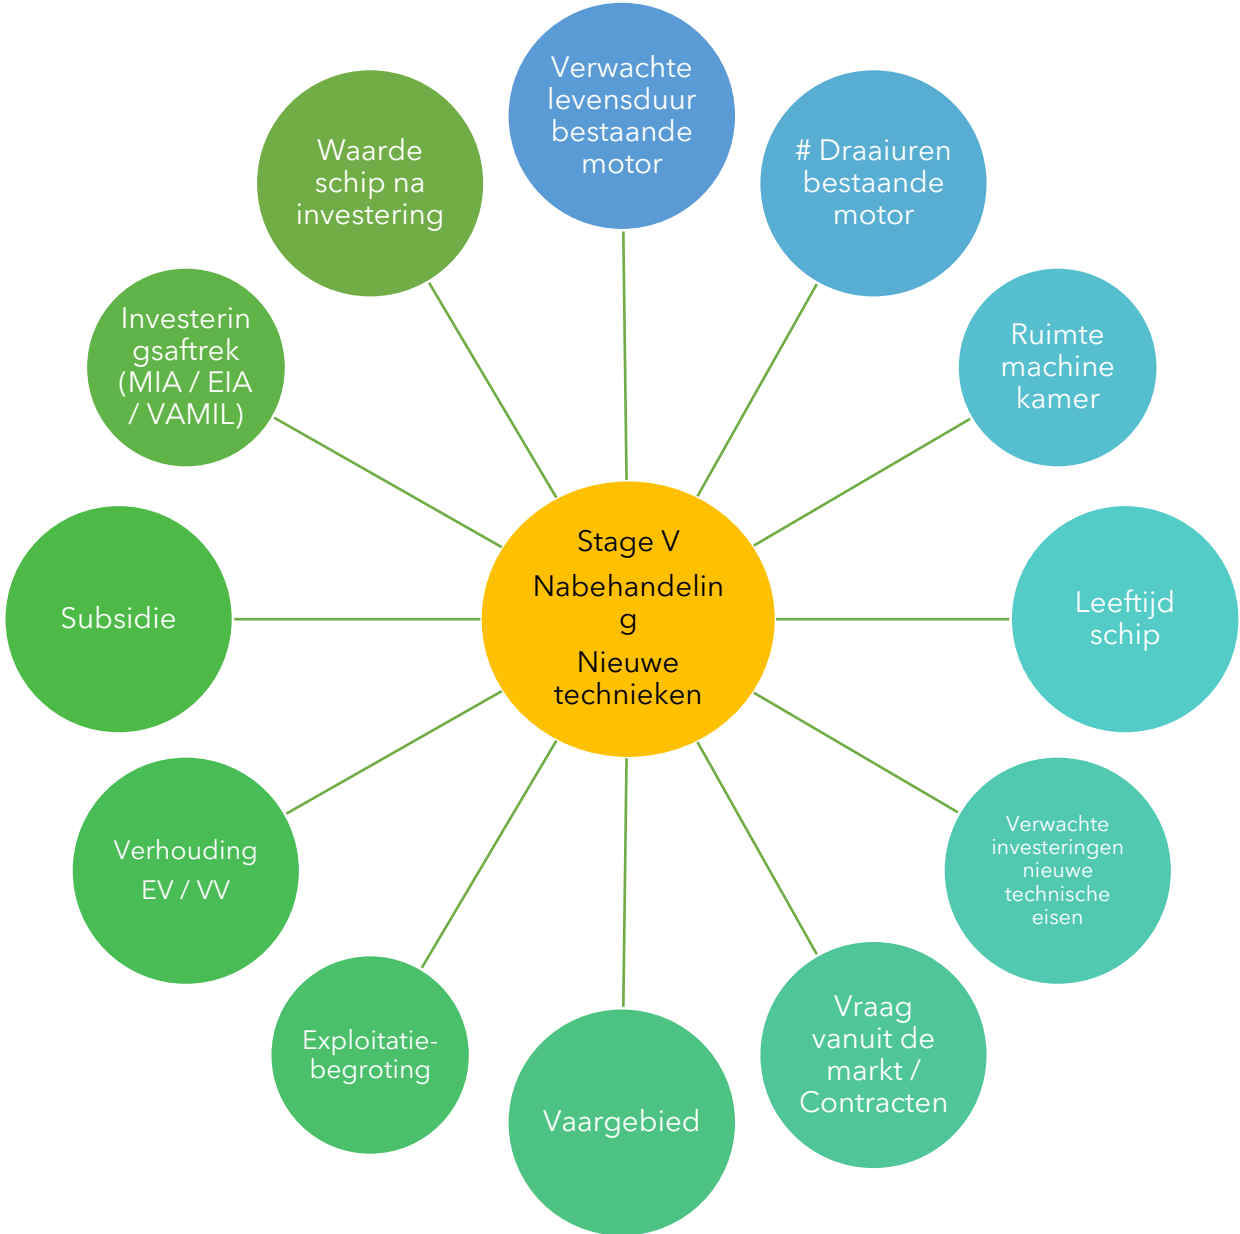 Verwachte
levensduur
bestaande
motor
# Draaiuren
bestaande
motor
Ruimte
machine
kamer
Leeftijd
schip
Verwachte
investeringen
nieuwe
technische
eisen
Vraag
vanuit de
markt /
Contracten
Vaargebied
Exploitatie-
begroting
Verhouding
EV / VV
Subsidie
Investerin
gsaftrek
(MIA / EIA
/ VAMIL)
Waarde
schip na
investering
Stage V
Nabehandelin
g
Nieuwe
technieken